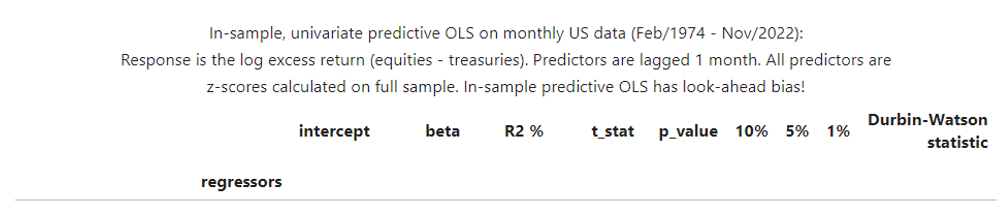 In-sample, univariate predictive OLS on monthly US data (Feb/1974 - Nov/2022):
Response is the log excess return (equities - treasuries). Predictors are lagged 1 month. All predictors are
z-scores calculated on full sample. In-sample predictive OLS has look-ahead bias!
intercept beta R2 % t_stat p_value 10% 5% 1% Durbin-Watson
statistic
regressors